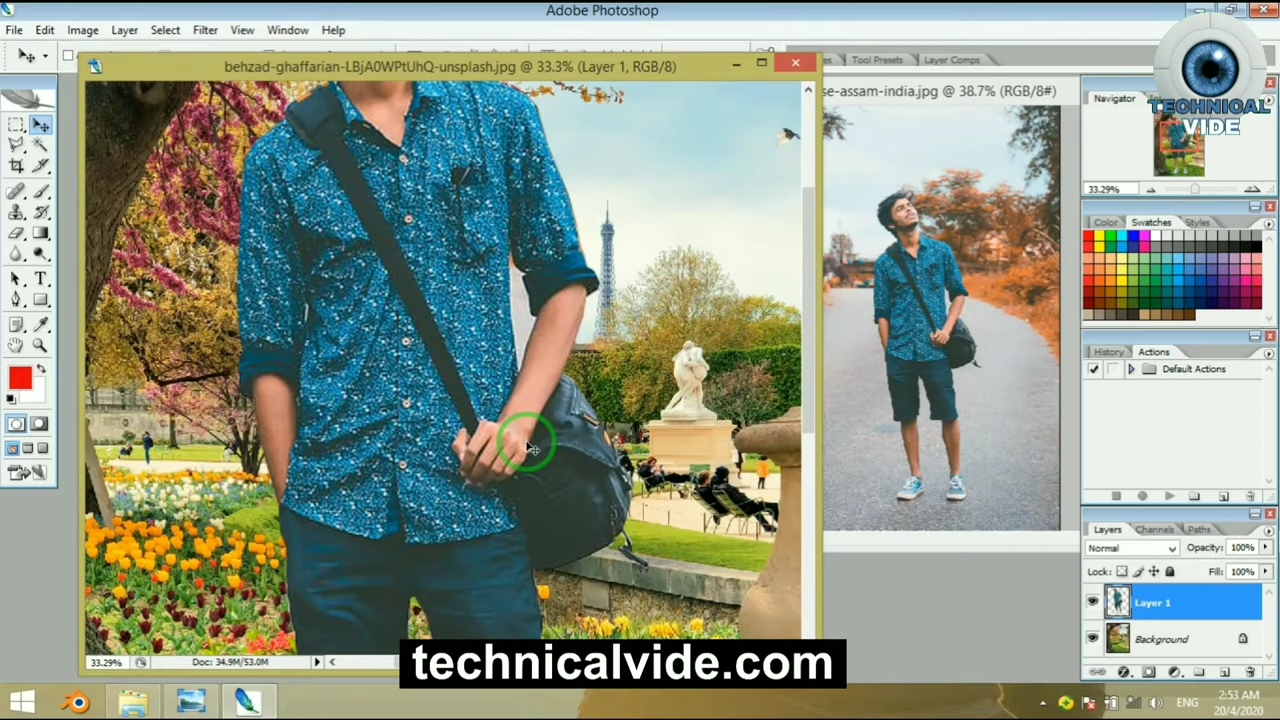 Adobe Photoshop
File Edit Image Layer Select Filter View Window Help
Tool Presets Layer Comps
behzad-ghaffarian-LBjA0WPtUhQ-unsplash.jpg @ 33.3% (Layer 1, RGB/8)
se-assam-india.jpg @ 38.7% (RGB/8#)
Navigator
TECHNICAL
VIDE
33.29%
Color Swatches Styles
History Actions
Default Actions
Layers Channels Paths
Normal Opacity: 100%
Lock: Fill: 100%
Layer 1
Background
33.29% Doc: 34.9M/53.0M
technicalvide.com
ENG
2:53 AM
20/4/2020